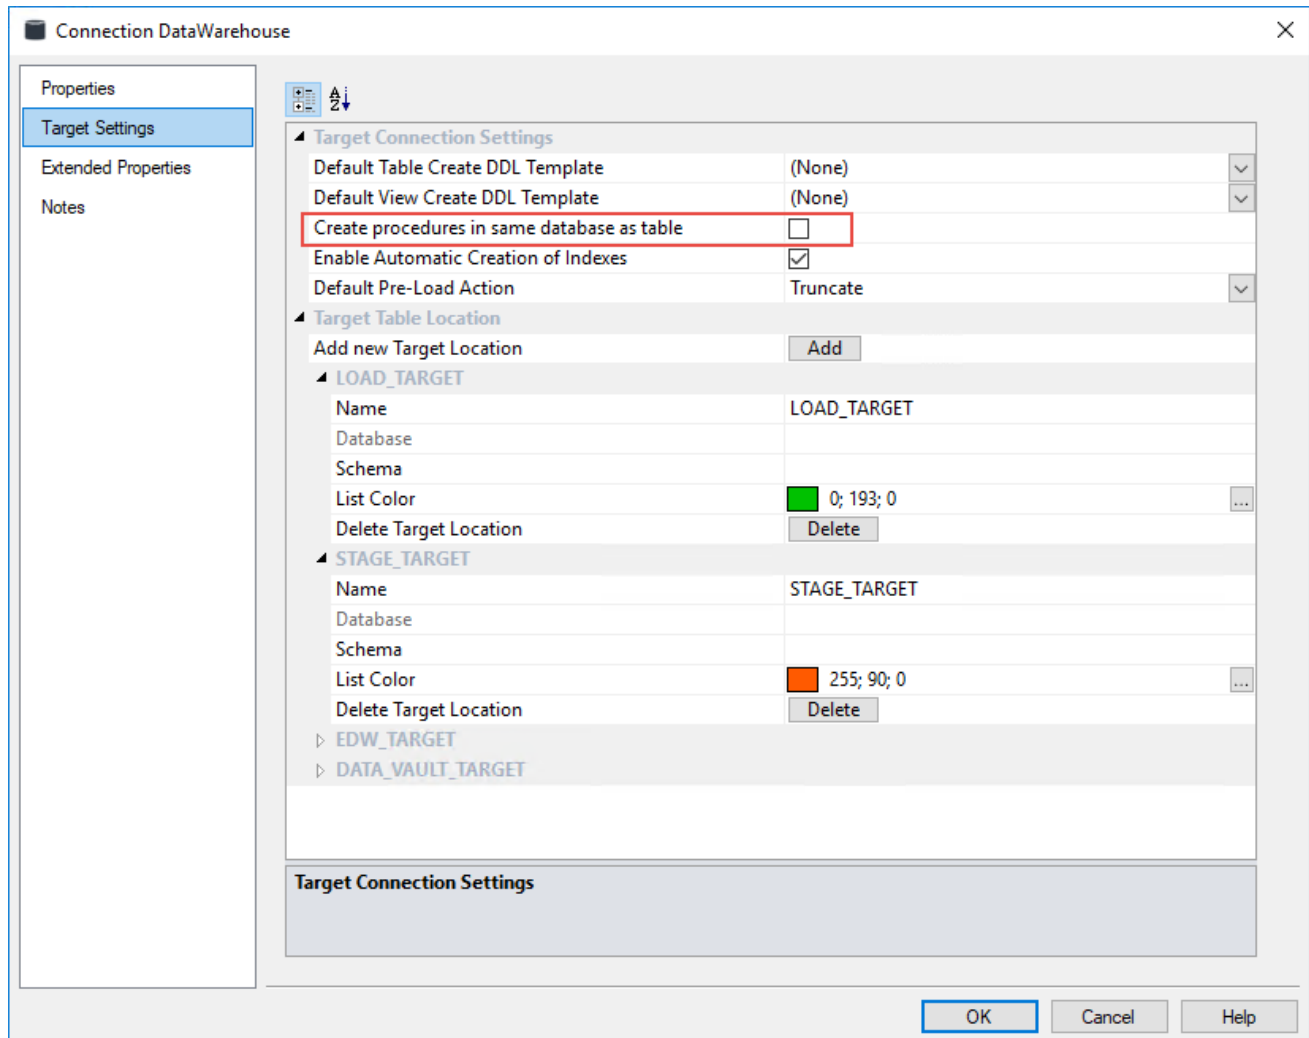 Connection DataWarehouse
Properties
Target Settings
Extended Properties
Notes
Target Connection Settings
Default Table Create DDL Template (None)
Default View Create DDL Template (None)
Create procedures in same database as table
Enable Automatic Creation of Indexes
Default Pre-Load Action Truncate
Target Table Location
Add new Target Location Add
LOAD_TARGET
Name LOAD_TARGET
Database
Schema
List Color 0; 193; 0 ...
Delete Target Location Delete
STAGE_TARGET
Name STAGE_TARGET
Database
Schema
List Color 255; 90; 0 ...
Delete Target Location Delete
EDW_TARGET
DATA_VAULT_TARGET
Target Connection Settings
OK Cancel Help